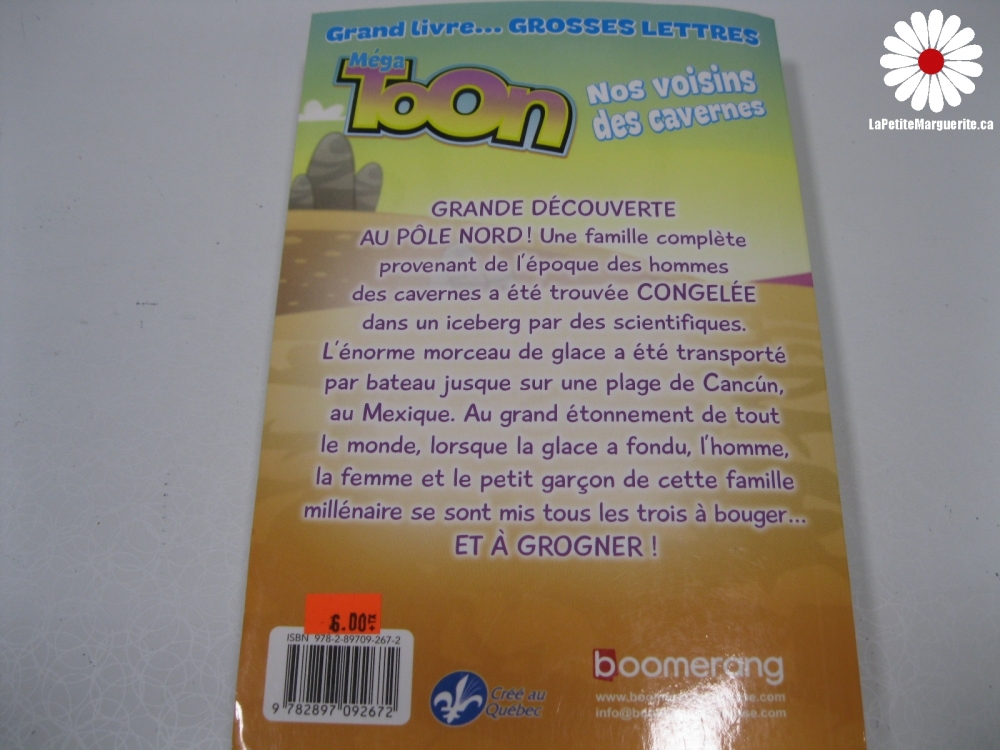 Grand livre... GROSSES LETTRES
Méga
ToOn
Nos voisins
des cavernes
LaPetiteMarguerite.ca
GRANDE DÉCOUVERTE
AU PÔLE NORD! Une famille complète
provenant de l'époque des hommes
des cavernes a été trouvée CONGELÉE
dans un iceberg par des scientifiques.
L'énorme morceau de glace a été transporté
par bateau jusque sur une plage de Cancún,
au Mexique. Au grand étonnement de tout
le monde, lorsque la glace a fondu, l'homme,
la femme et le petit garçon de cette famille
millénaire se sont mis tous les trois à bouger...
ET À GROGNER !
6.00
ISBN 978-2-89709-267-2
9 782897 092672
Créé au
Québec
boomerang